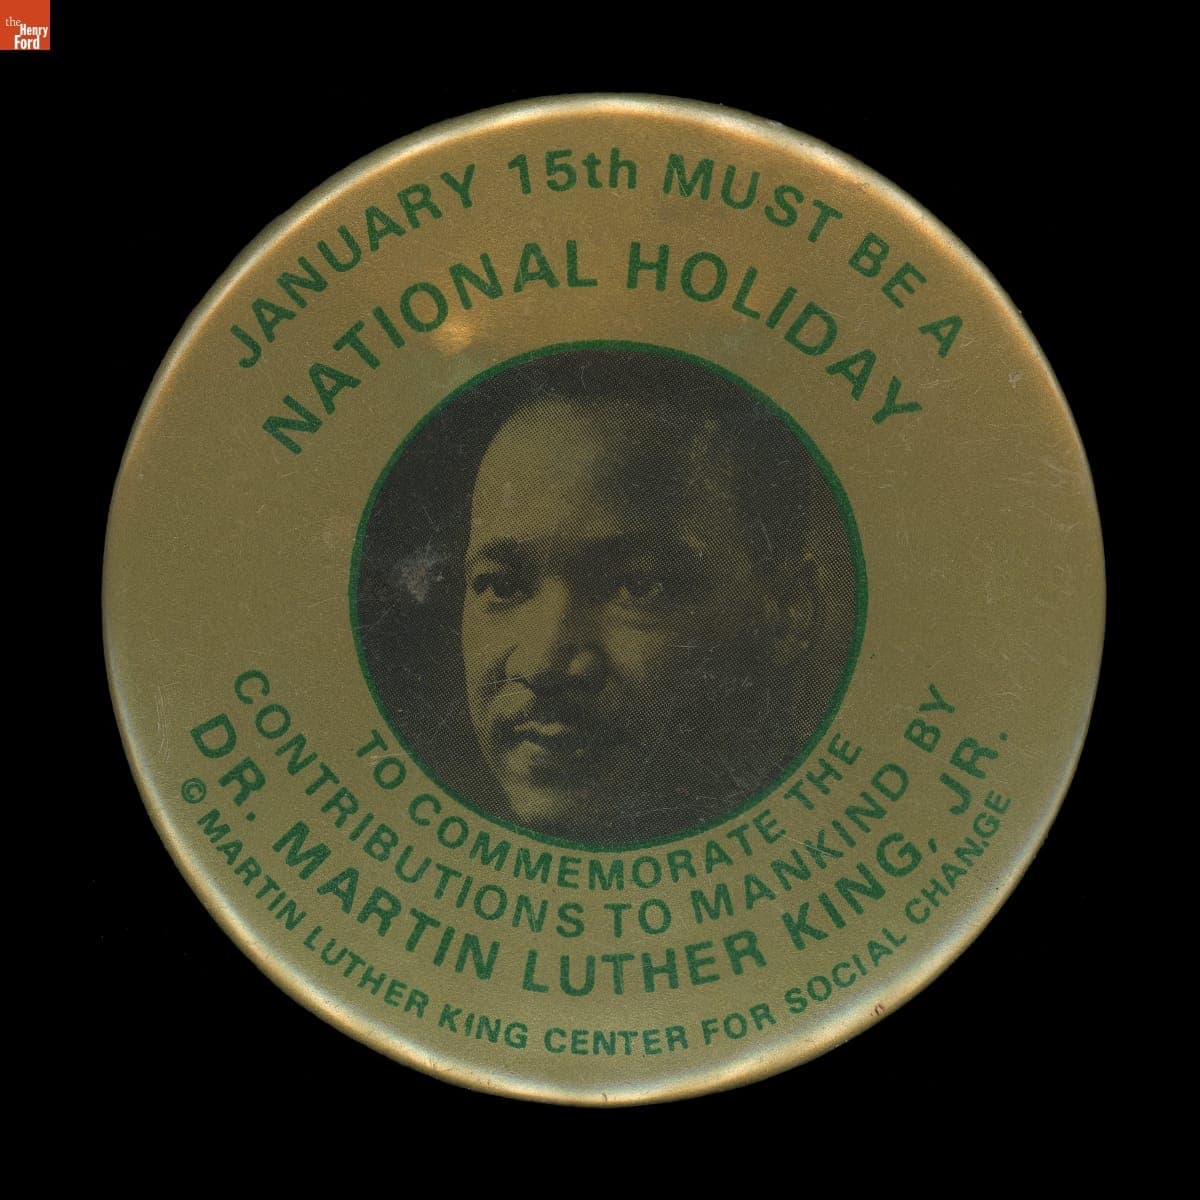 the
Henry
Ford
JANUARY 15th MUST BE A
NATIONAL HOLIDAY
TO COMMEMORATE THE
CONTRIBUTIONS TO MANKIND BY
DR. MARTIN LUTHER KING, JR.
© MARTIN LUTHER KING CENTER FOR SOCIAL CHANGE